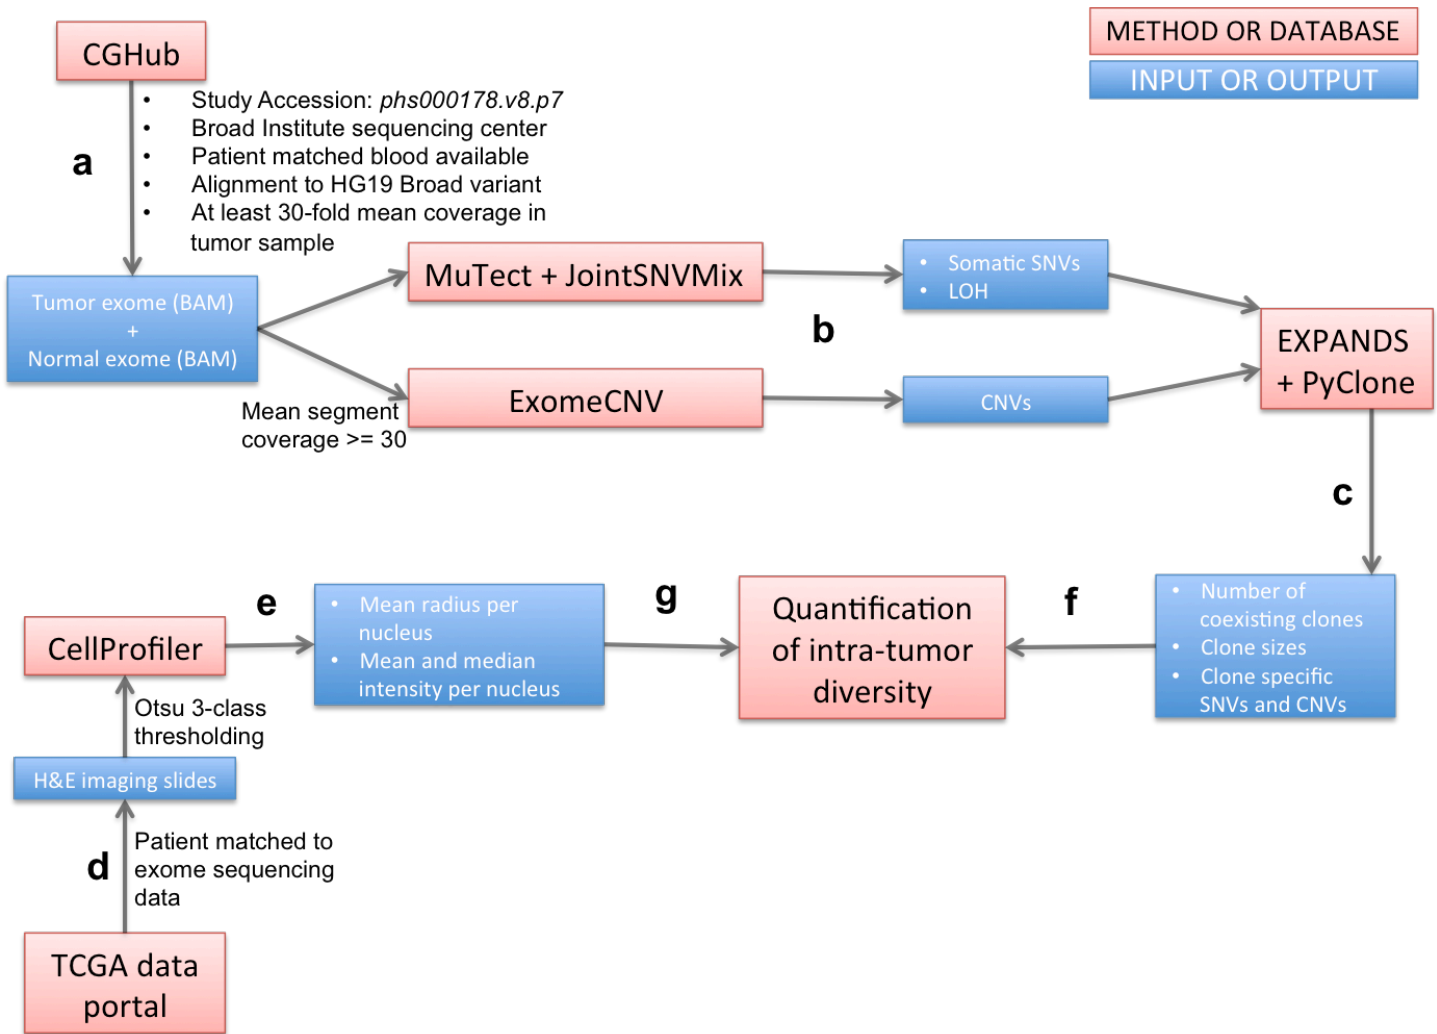 CGHub
METHOD OR DATABASE
INPUT OR OUTPUT
• Study Accession: phs000178.v8.p7
• Broad Institute sequencing center
• Patient matched blood available
• Alignment to HG19 Broad variant
• At least 30-fold mean coverage in
tumor sample
a
Tumor exome (BAM)
+
Normal exome (BAM)
MuTect + JointSNVMix
• Somatic SNVs
• LOH
b
EXPANDS
+ PyClone
Mean segment
coverage >= 30
ExomeCNV
CNVs
c
CellProfiler
e
• Mean radius per
nucleus
• Mean and median
intensity per nucleus
g
Quantification
of intra-tumor
diversity
f
• Number of
coexisting clones
• Clone sizes
• Clone specific
SNVs and CNVs
Otsu 3-class
thresholding
H&E imaging slides
d
Patient matched to
exome sequencing
data
TCGA data
portal